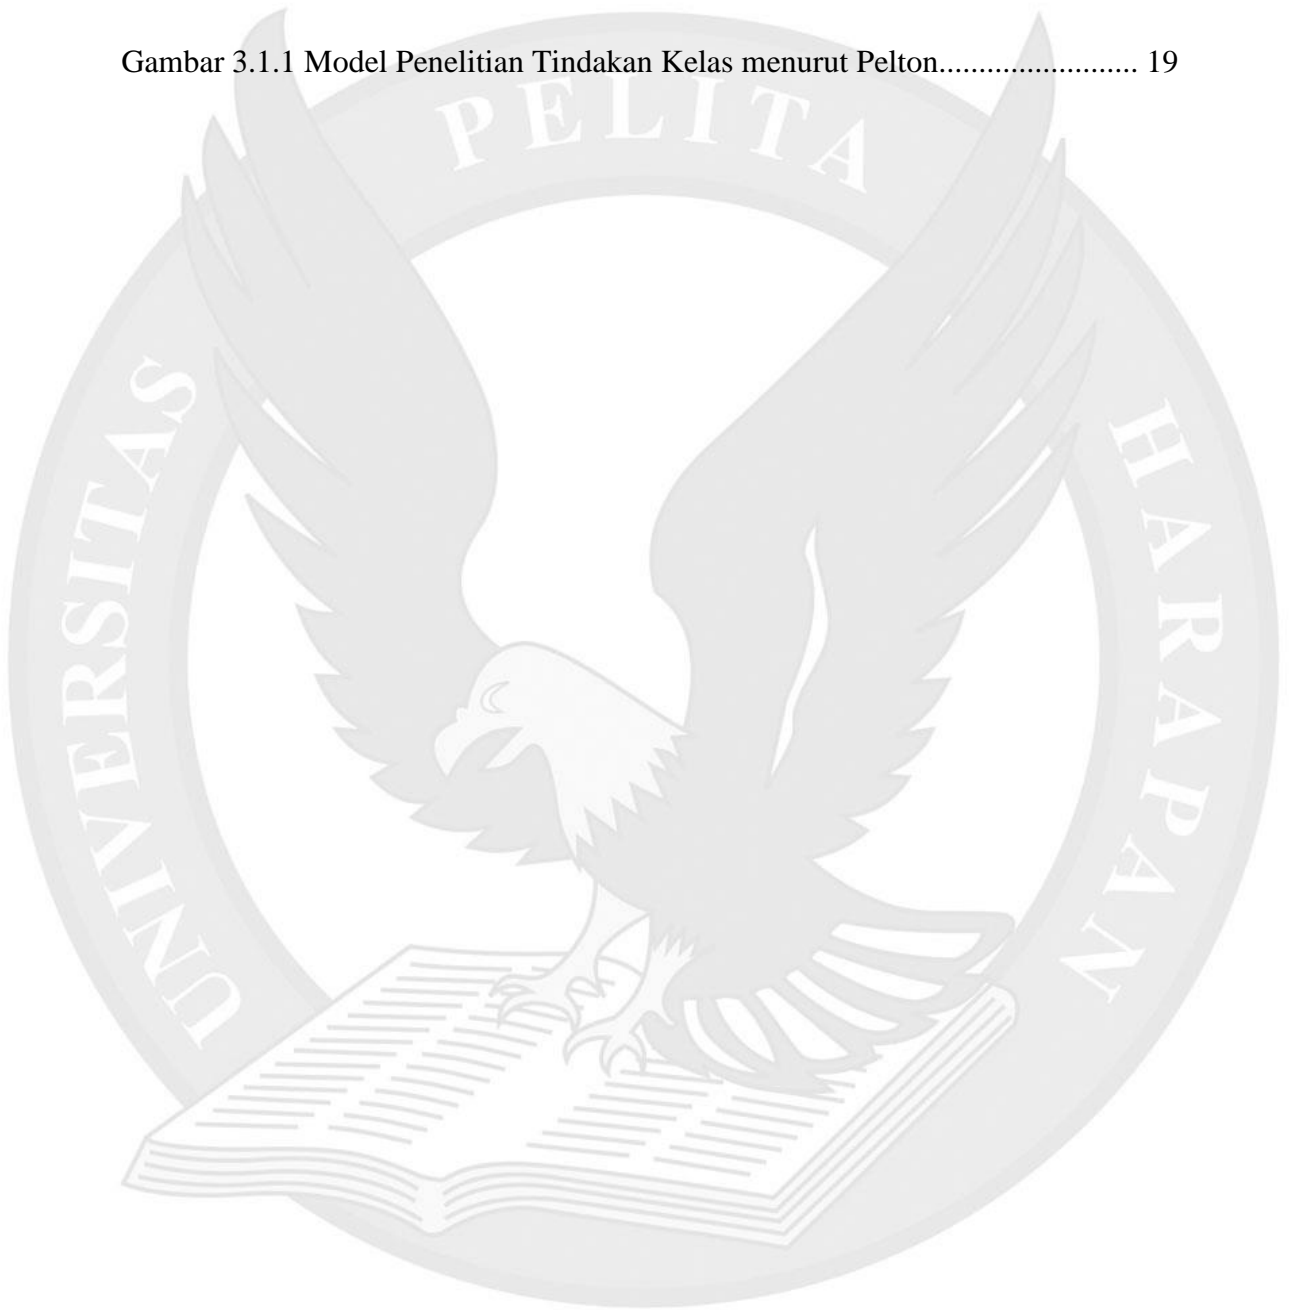 Gambar 3.1.1 Model Penelitian Tindakan Kelas menurut Pelton........................ 19
UNIVERSITAS PELITA HARAPAN